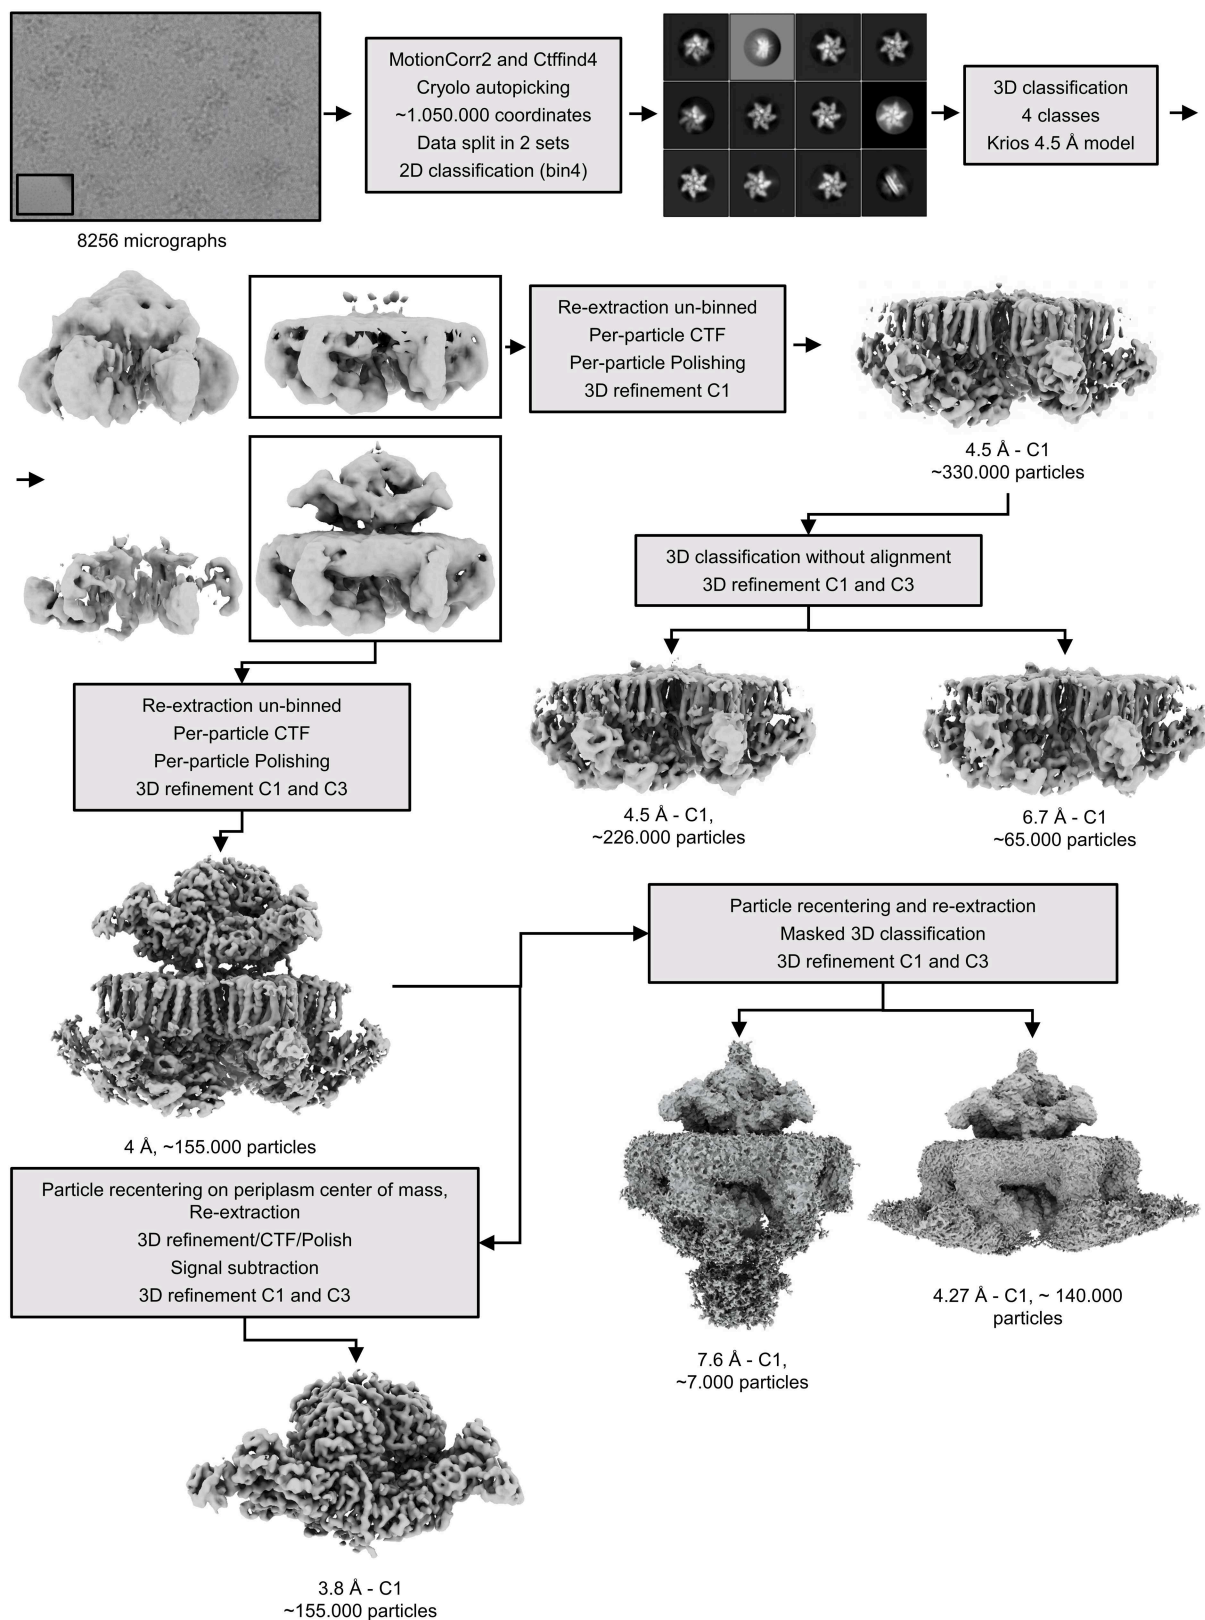 MotionCorr2 and Ctffind4
Cryolo autopicking
~1.050.000 coordinates
Data split in 2 sets
2D classification (bin4)
3D classification
4 classes
Krios 4.5 Å model
8256 micrographs
Re-extraction un-binned
Per-particle CTF
Per-particle Polishing
3D refinement C1
4.5 Å - C1
~330.000 particles
3D classification without alignment
3D refinement C1 and C3
4.5 Å - C1,
~226.000 particles
6.7 Å - C1
~65.000 particles
Re-extraction un-binned
Per-particle CTF
Per-particle Polishing
3D refinement C1 and C3
4 Å, ~155.000 particles
Particle recentering and re-extraction
Masked 3D classification
3D refinement C1 and C3
7.6 Å - C1,
~7.000 particles
4.27 Å - C1, ~ 140.000
particles
Particle recentering on periplasm center of mass,
Re-extraction
3D refinement/CTF/Polish
Signal subtraction
3D refinement C1 and C3
3.8 Å - C1
~155.000 particles